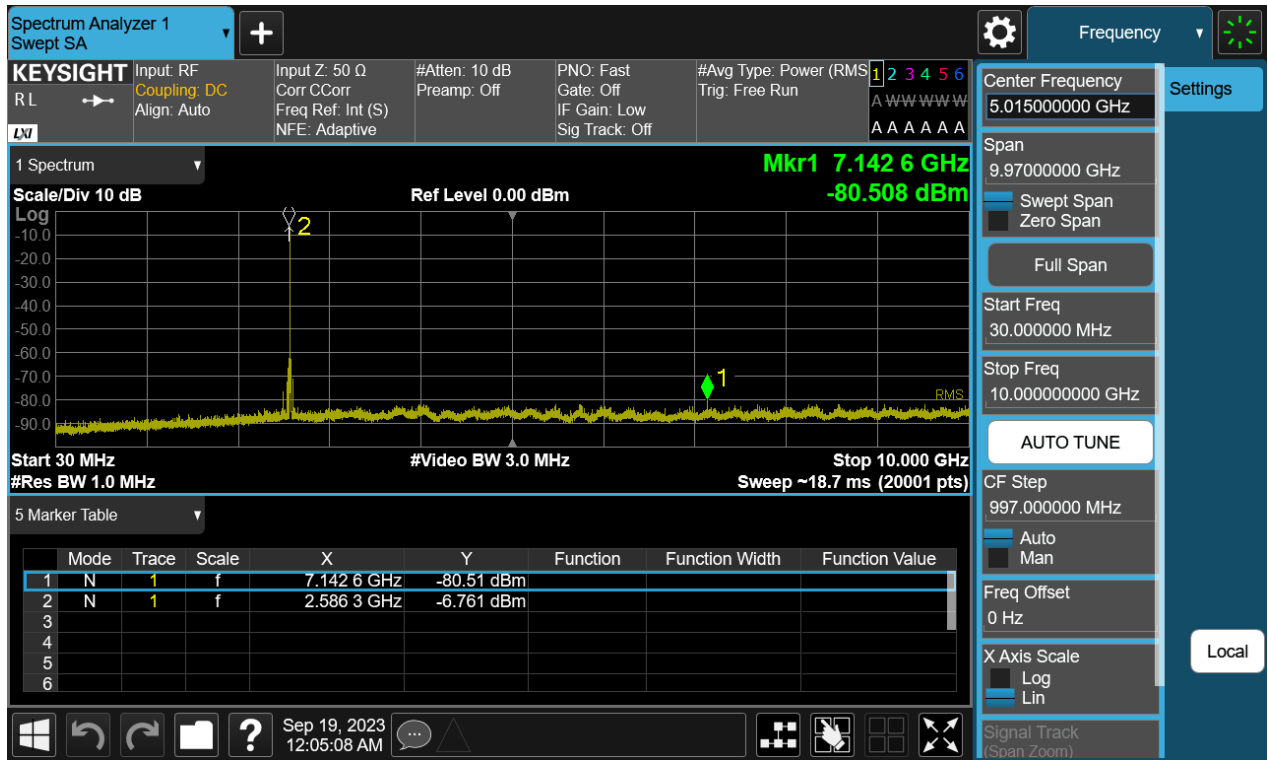 Spectrum Analyzer 1
Swept SA
+
Frequency
KEYSIGHT
RL
LXI
Input: RF
Coupling: DC
Align: Auto
Input Z: 50 Ω
Corr CCorr
Freq Ref: Int (S)
NFE: Adaptive
#Atten: 10 dB
Preamp: Off
PNO: Fast
Gate: Off
IF Gain: Low
Sig Track: Off
#Avg Type: Power (RMS
Trig: Free Run
1 2 3 4 5 6
A W W W W W
A A A A A A
1 Spectrum
Mkr1 7.142 6 GHz
-80.508 dBm
Scale/Div 10 dB
Ref Level 0.00 dBm
Log
-10.0
-20.0
-30.0
-40.0
-50.0
-60.0
-70.0
-80.0
-90.0
2
1
RMS
Start 30 MHz
#Video BW 3.0 MHz
Stop 10.000 GHz
#Res BW 1.0 MHz
Sweep ~18.7 ms (20001 pts)
5 Marker Table
Mode Trace Scale X Y Function Function Width Function Value
1 N 1 f 7.142 6 GHz -80.51 dBm
2 N 1 f 2.586 3 GHz -6.761 dBm
3
4
5
6
?
Sep 19, 2023
12:05:08 AM
Center Frequency
5.015000000 GHz
Settings
Span
9.97000000 GHz
Swept Span
Zero Span
Full Span
Start Freq
30.000000 MHz
Stop Freq
10.000000000 GHz
AUTO TUNE
CF Step
997.000000 MHz
Auto
Man
Freq Offset
0 Hz
X Axis Scale
Log
Lin
Local
Signal Track
(Span Zoom)